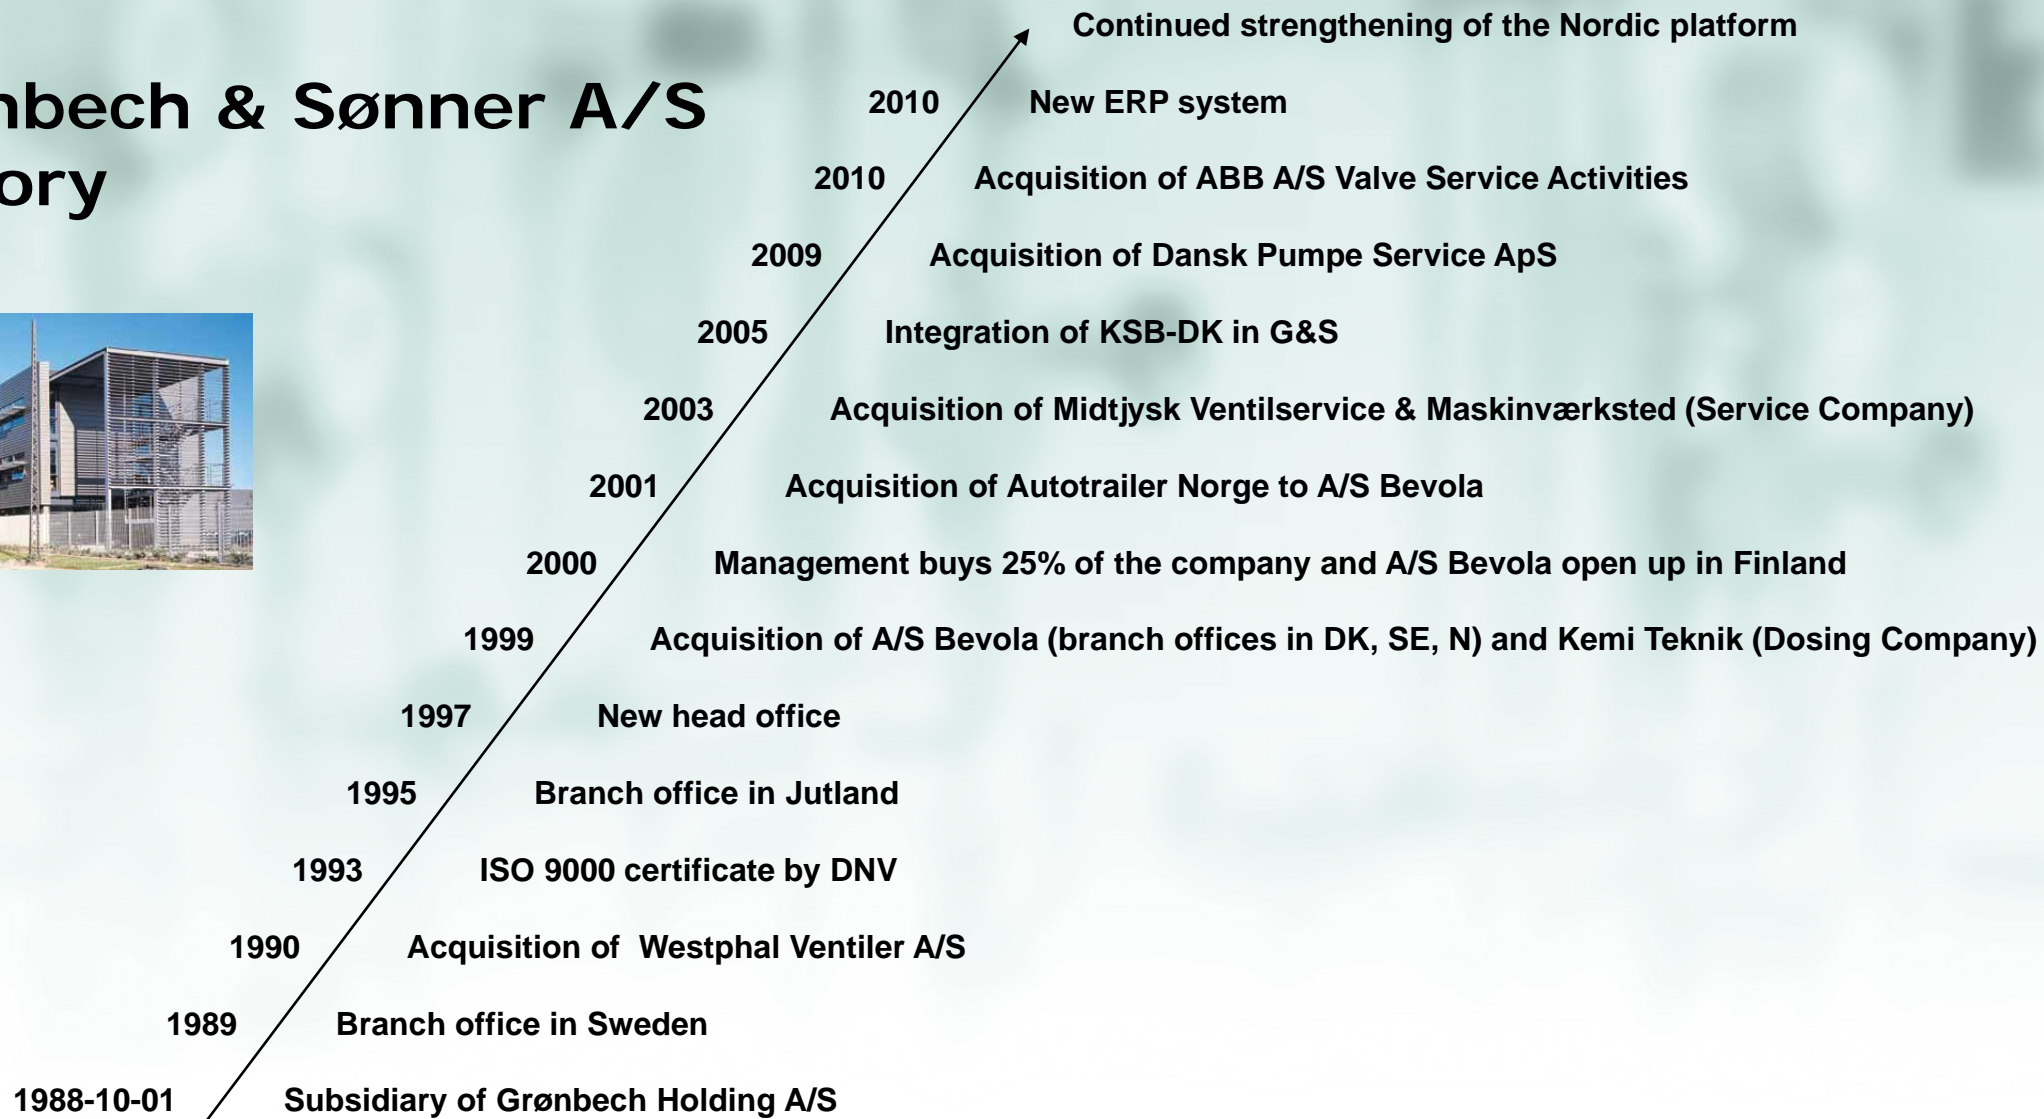 Continued strengthening of the Nordic platform
nbech & Sønner A/S
ory
2010 New ERP system
2010 Acquisition of ABB A/S Valve Service Activities
2009 Acquisition of Dansk Pumpe Service ApS
2005 Integration of KSB-DK in G&S
2003 Acquisition of Midtjysk Ventilservice & Maskinværksted (Service Company)
2001 Acquisition of Autotrailer Norge to A/S Bevola
2000 Management buys 25% of the company and A/S Bevola open up in Finland
1999 Acquisition of A/S Bevola (branch offices in DK, SE, N) and Kemi Teknik (Dosing Company)
1997 New head office
1995 Branch office in Jutland
1993 ISO 9000 certificate by DNV
1990 Acquisition of Westphal Ventiler A/S
1989 Branch office in Sweden
1988-10-01 Subsidiary of Grønbech Holding A/S